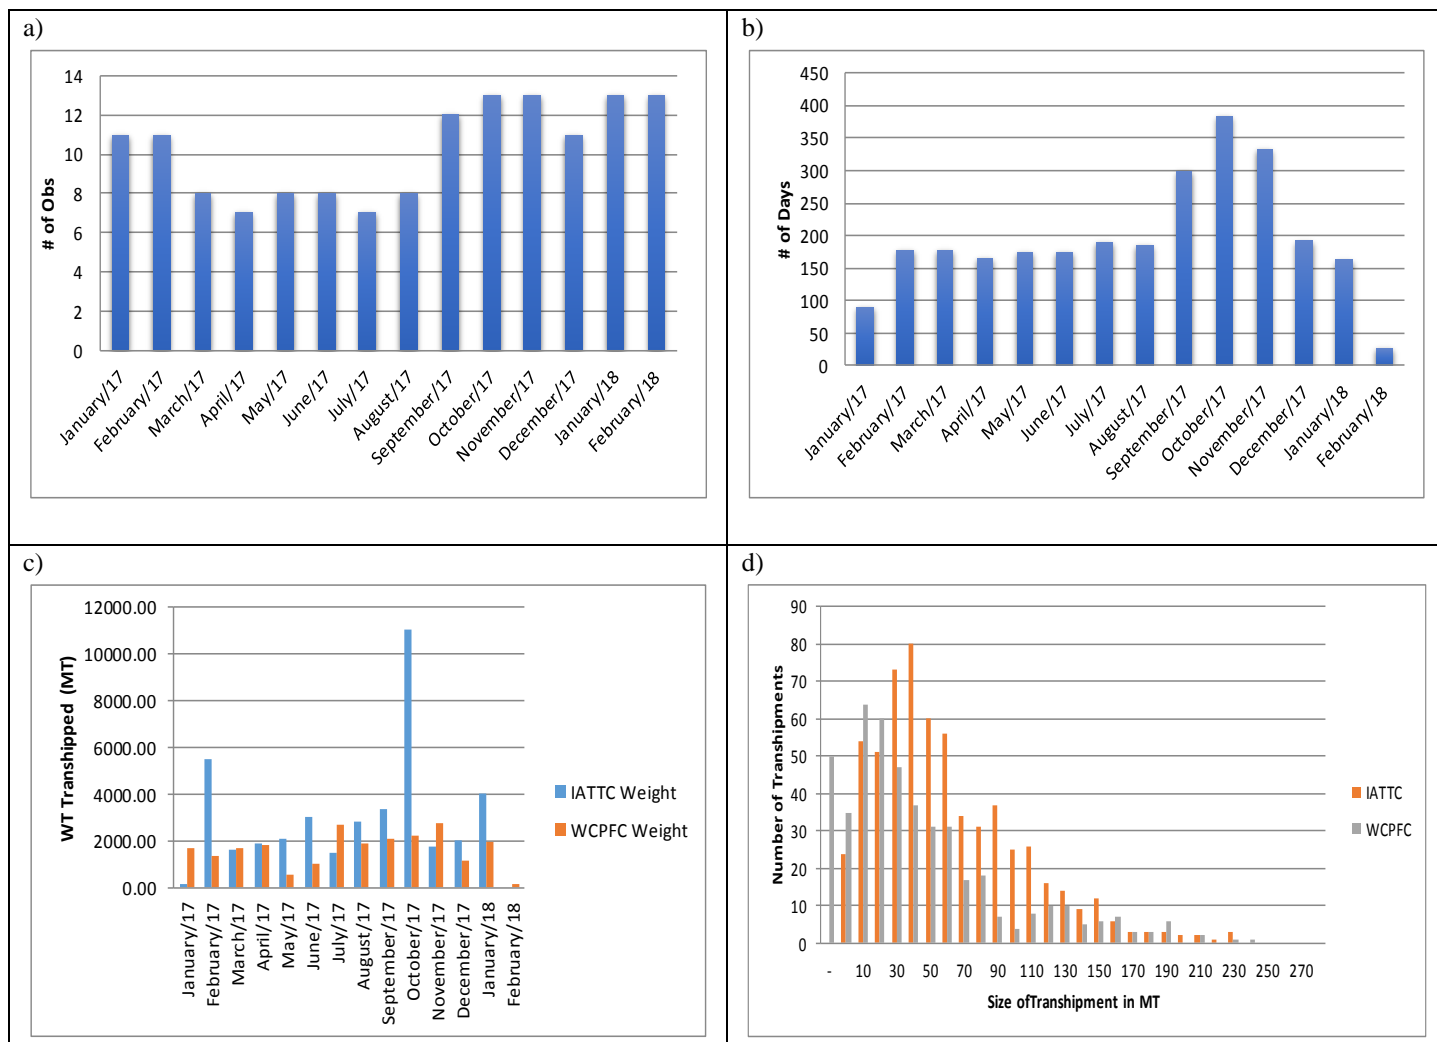 a)
# of Obs
14
12
10
8
6
4
2
0
January/17
February/17
March/17
April/17
May/17
June/17
July/17
August/17
September/17
October/17
November/17
December/17
January/18
February/18
b)
# of Days
450
400
350
300
250
200
150
100
50
0
January/17
February/17
March/17
April/17
May/17
June/17
July/17
August/17
September/17
October/17
November/17
December/17
January/18
February/18
c)
WT Transhipped (MT)
12000.00
10000.00
8000.00
6000.00
4000.00
2000.00
0.00
January/17
February/17
March/17
April/17
May/17
June/17
July/17
August/17
September/17
October/17
November/17
December/17
January/18
February/18
IATTC Weight
WCPFC Weight
d)
Number of Transhipments
90
80
70
60
50
40
30
20
10
0
- 10 30 50 70 90 110 130 150 170 190 210 230 250 270
Size ofTranshipment in MT
IATTC
WCPFC